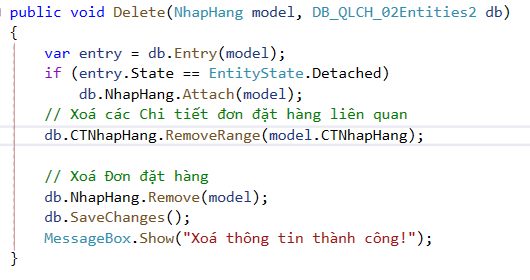 public void Delete(NhapHang model, DB_QLCH_02Entities2 db)
{
var entry = db.Entry(model);
if (entry.State == EntityState.Detached)
db.NhapHang.Attach(model);
// Xoá các Chi tiết đơn đặt hàng liên quan
db.CTNhapHang.RemoveRange(model.CTNhapHang);
// Xoá Đơn đặt hàng
db.NhapHang.Remove(model);
db.SaveChanges();
MessageBox.Show("Xoá thông tin thành công!");
}